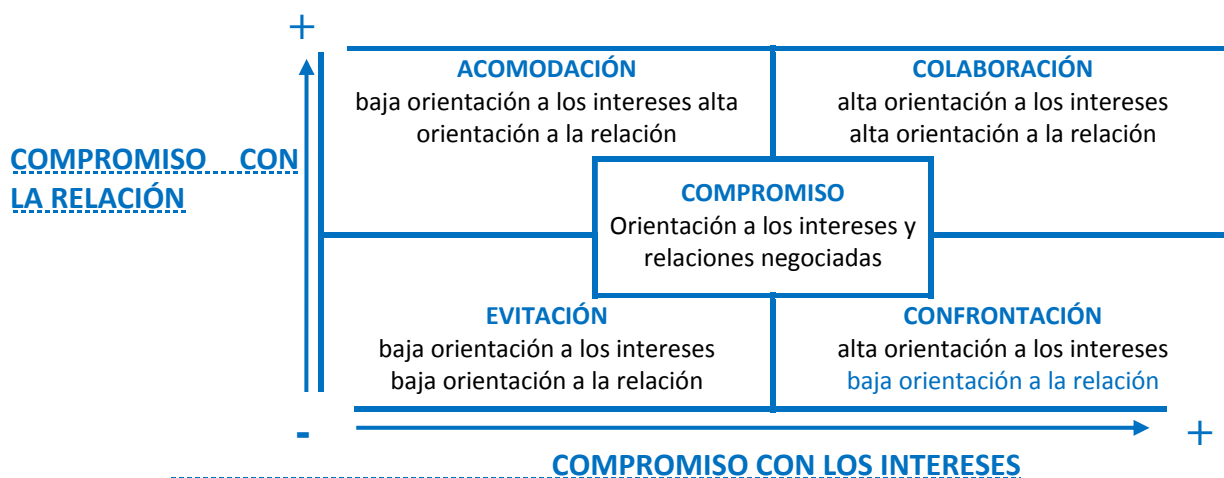 +
ACOMODACIÓN
baja orientación a los intereses alta
orientación a la relación
COLABORACIÓN
alta orientación a los intereses
alta orientación a la relación
COMPROMISO CON
LA RELACIÓN
COMPROMISO
Orientación a los intereses y
relaciones negociadas
EVITACIÓN
baja orientación a los intereses
baja orientación a la relación
CONFRONTACIÓN
alta orientación a los intereses
baja orientación a la relación
-
+
COMPROMISO CON LOS INTERESES